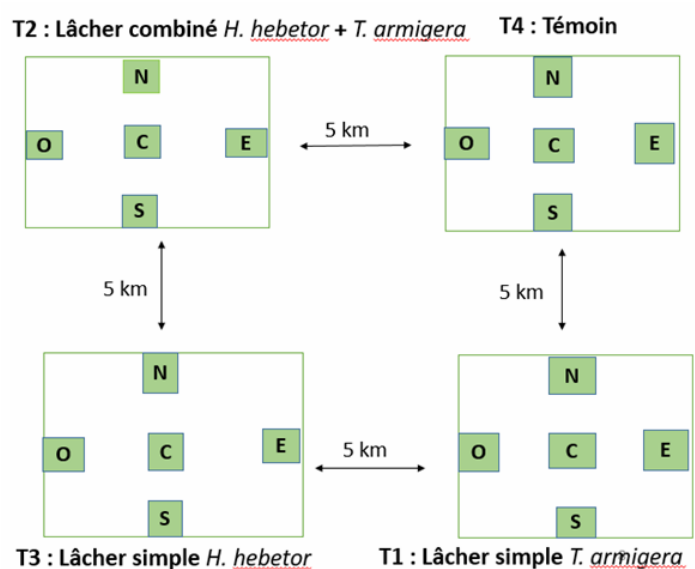 T2 : Lâcher combiné H. hebetor + T. armigera
T4 : Témoin
N
N
O
C
E
5 km
O
C
E
S
S
5 km
5 km
N
N
O
C
E
5 km
O
C
E
S
S
T3 : Lâcher simple H. hebetor
T1 : Lâcher simple T. armigera